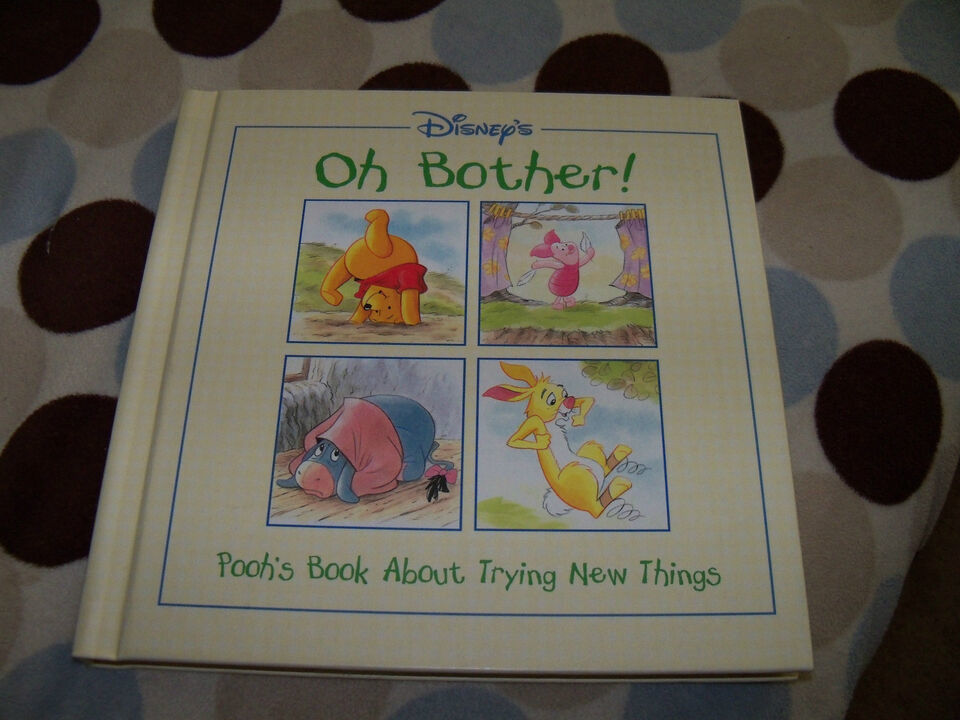 Disney's
Oh Bother!
Pooh's Book About Trying New Things